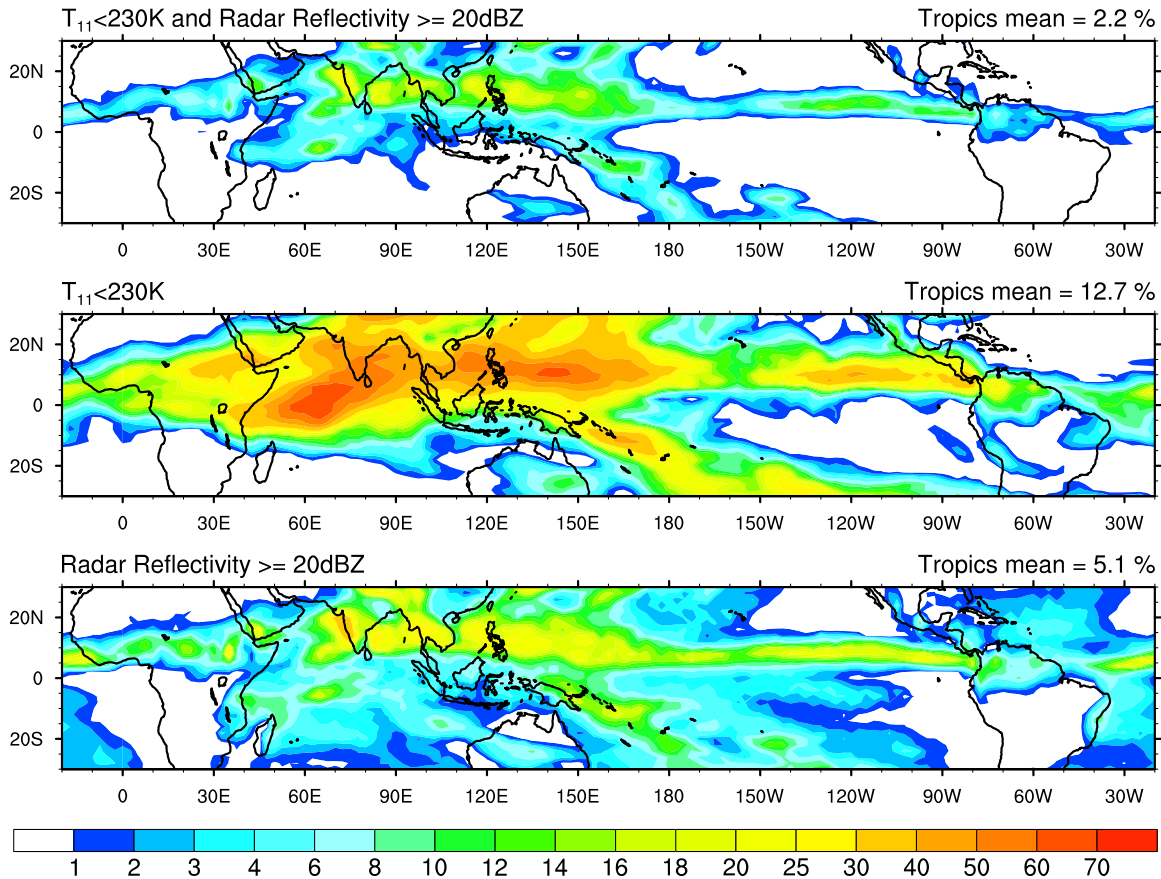 T₁₁<230K and Radar Reflectivity >= 20dBZ Tropics mean = 2.2 %
20N
0
20S
0 30E 60E 90E 120E 150E 180 150W 120W 90W 60W 30W
T₁₁<230K Tropics mean = 12.7 %
20N
0
20S
0 30E 60E 90E 120E 150E 180 150W 120W 90W 60W 30W
Radar Reflectivity >= 20dBZ Tropics mean = 5.1 %
20N
0
20S
0 30E 60E 90E 120E 150E 180 150W 120W 90W 60W 30W
1 2 3 4 6 8 10 12 14 16 18 20 25 30 40 50 60 70